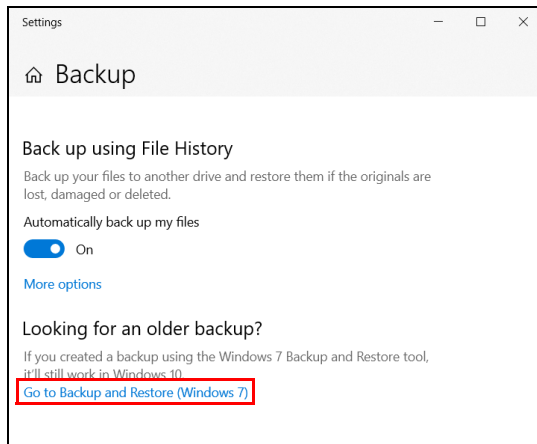 Settings
Backup
Back up using File History
Back up your files to another drive and restore them if the originals are
lost, damaged or deleted.
Automatically back up my files
On
More options
Looking for an older backup?
If you created a backup using the Windows 7 Backup and Restore tool,
it'll still work in Windows 10.
Go to Backup and Restore (Windows 7)